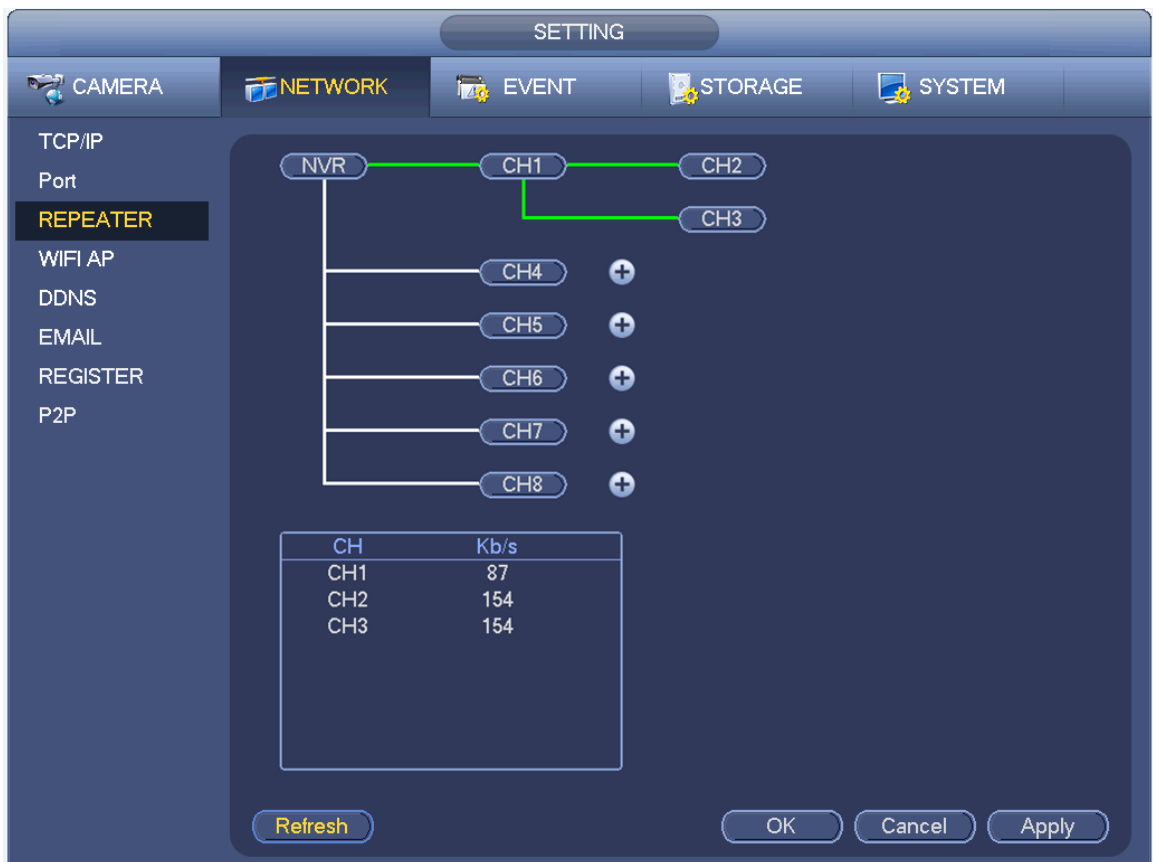 SETTING
CAMERA NETWORK EVENT STORAGE SYSTEM
TCP/IP
Port
REPEATER
WIFI AP
DDNS
EMAIL
REGISTER
P2P
NVR CH1 CH2
CH3
CH4
CH5
CH6
CH7
CH8
CH Kb/s
CH1 87
CH2 154
CH3 154
Refresh OK Cancel Apply